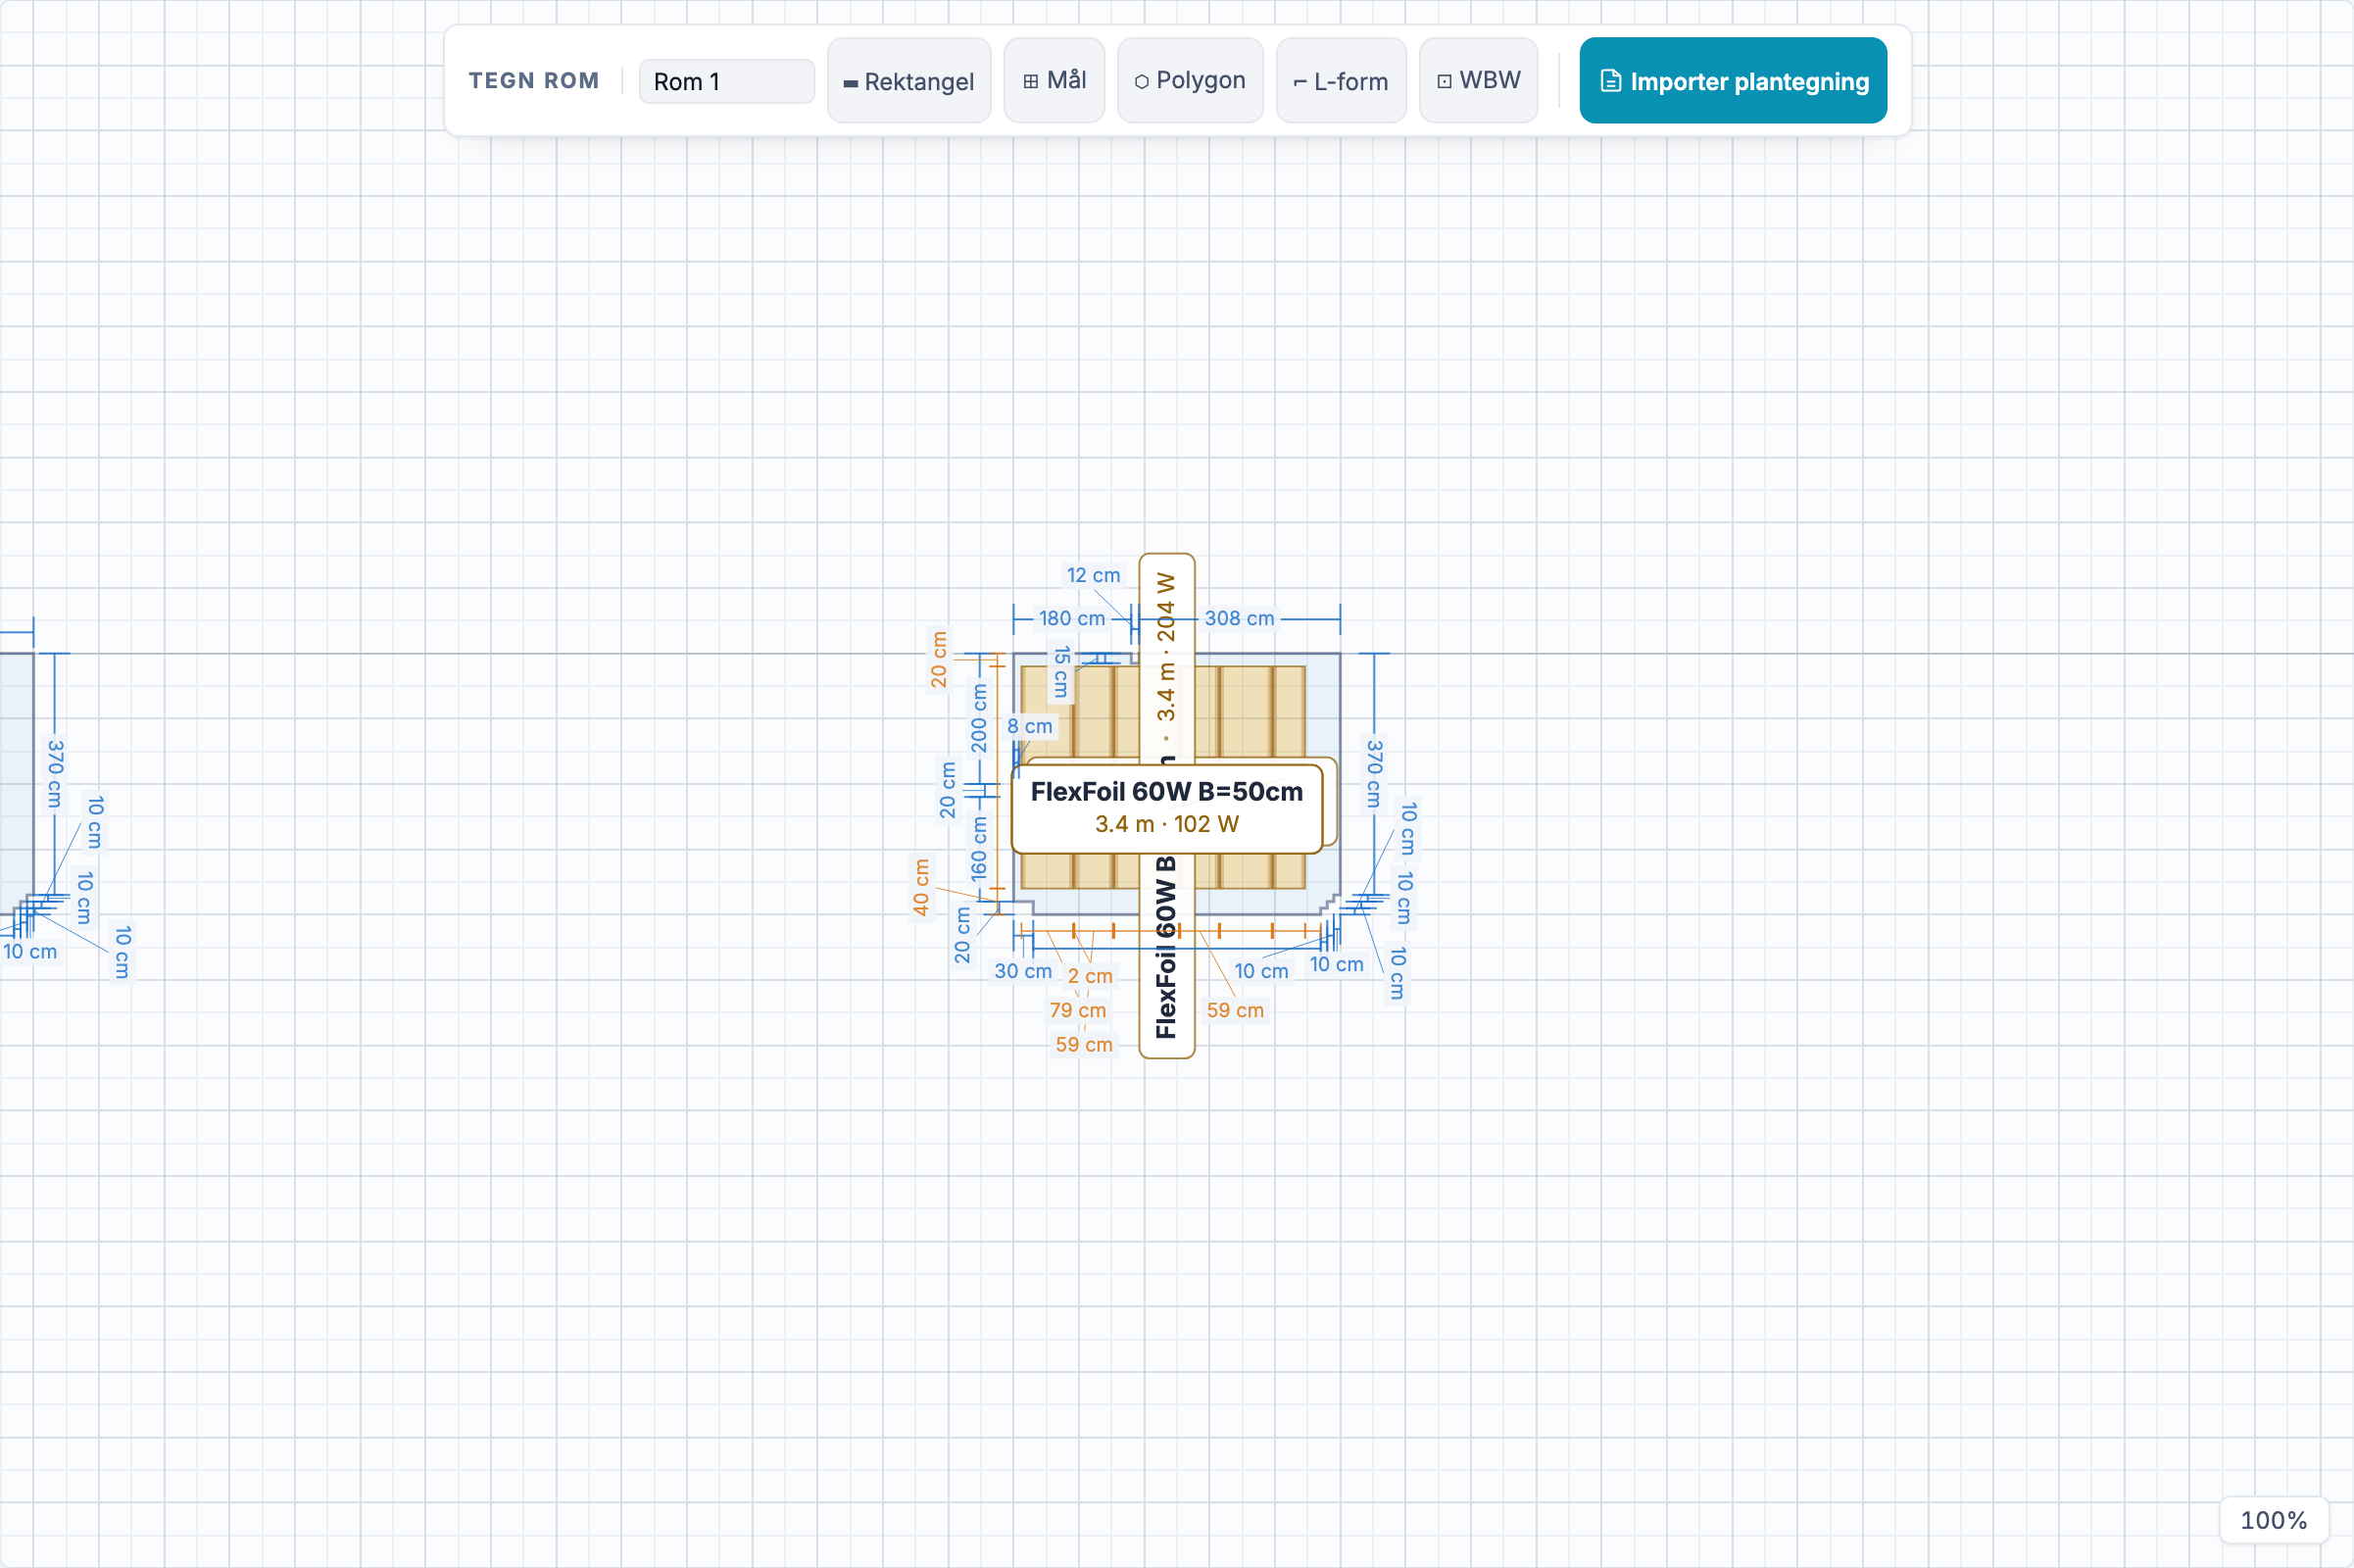 TEGN ROM
Rom 1
Rektangel
Mål
Polygon
L-form
WBW
Importer plantegning
12 cm
180 cm
308 cm
20 cm
15 cm
200 cm
8 cm
20 cm
160 cm
40 cm
20 cm
370 cm
10 cm
10 cm
10 cm
10 cm
FlexFoil 60W B
· 3.4 m · 204 W
FlexFoil 60W B=50cm
3.4 m · 102 W
370 cm
10 cm
10 cm
10 cm
30 cm
2 cm
10 cm
10 cm
79 cm
59 cm
59 cm
100%